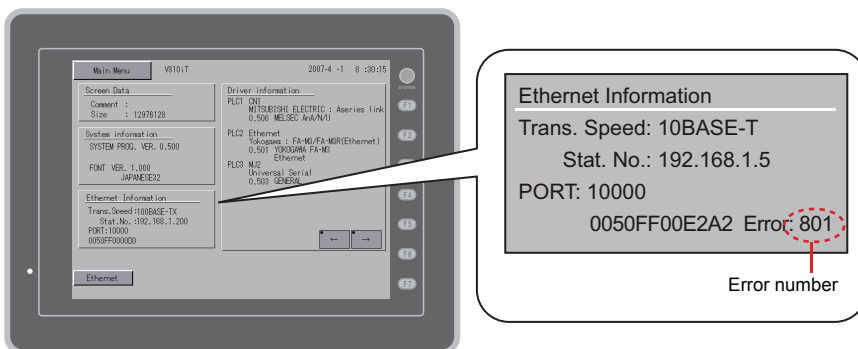 Main Menu V810iT 2007-4 -1 8 :30:15
Screen Data
Comment :
Size : 12976128
System information
SYSTEM PROG. VER. 0.500
FONT VER. 1.000
JAPANESE32
Ethernet Information
Trans.Speed:100BASE-TX
Stat.No.:192.168.1.200
PORT:10000
0050FF0000D0
Ethernet
Driver information
PLC1 CN1
MITSUBISHI ELECTRIC : Aseries link
0.506 MELSEC AnA/N/U
PLC2 Ethernet
Yokogawa : FA-M3/FA-M3R(Ethernet)
0.501 YOKOGAWA FA-M3
Ethernet
PLC3 MJ2
Universal Serial
0.503 GENERAL
← →
SYSTEM
F1
F2
F4
F5
F6
F7
Ethernet Information
Trans. Speed: 10BASE-T
Stat. No.: 192.168.1.5
PORT: 10000
0050FF00E2A2 Error: 801
Error number